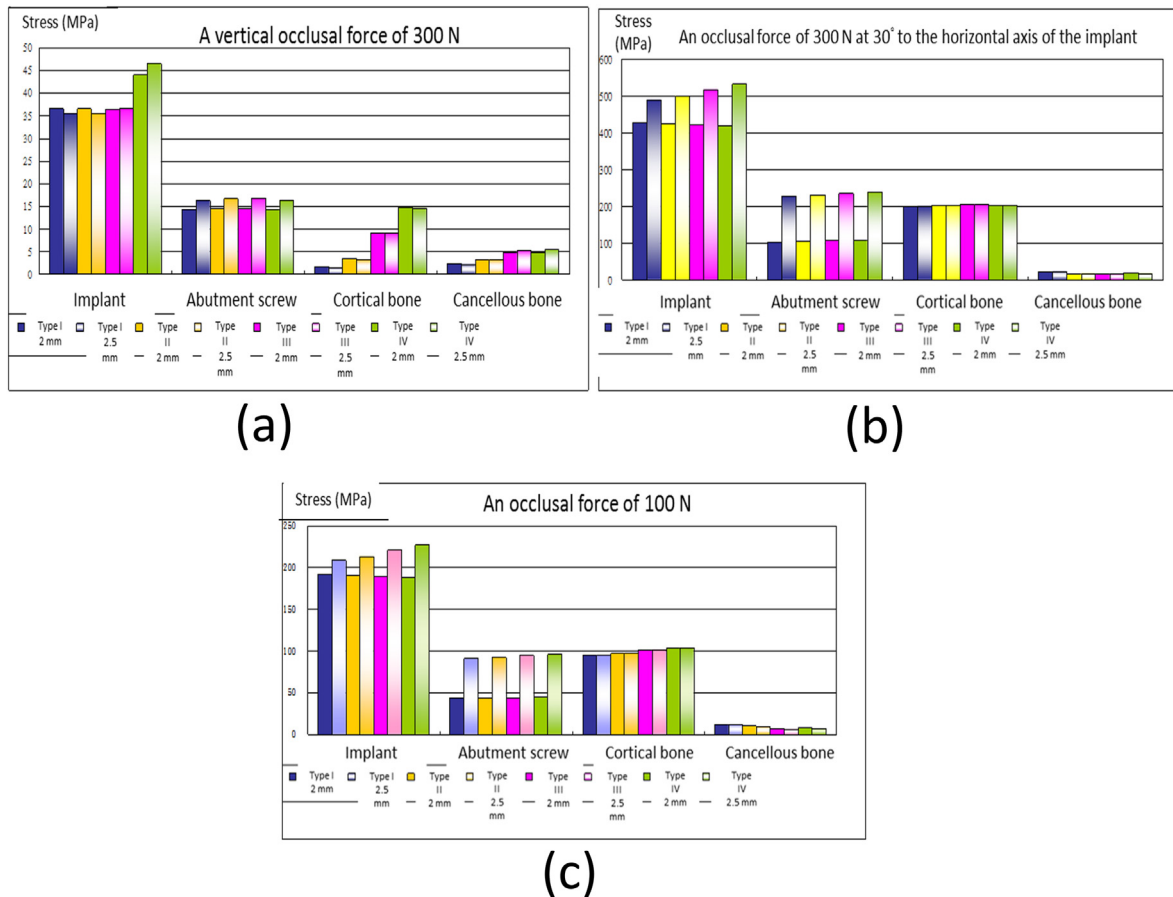 Stress (MPa)
A vertical occlusal force of 300 N
50
45
40
35
30
25
20
15
10
5
0
Implant Abutment screw Cortical bone Cancellous bone
Type I Type I Type Type Type Type Type Type
2 mm 2.5 II II III III IV IV
mm 2 mm 2.5 2 mm 2.5 2 mm 2.5 mm
mm mm
(a)
Stress
(MPa)
An occlusal force of 300 N at 30° to the horizontal axis of the implant
600
500
400
300
200
100
0
Implant Abutment screw Cortical bone Cancellous bone
Type I Type I Type Type Type Type Type Type
2 mm 2.5 II II III III IV IV
mm 2 mm 2.5 2 mm 2.5 2 mm 2.5 mm
mm mm
(b)
Stress (MPa)
An occlusal force of 100 N
250
200
150
100
50
0
Implant Abutment screw Cortical bone Cancellous bone
Type I Type I Type Type Type Type Type Type
2 mm 2.5 II II III III IV IV
mm 2 mm 2.5 2 mm 2.5 2 mm 2.5 mm
mm mm
(c)